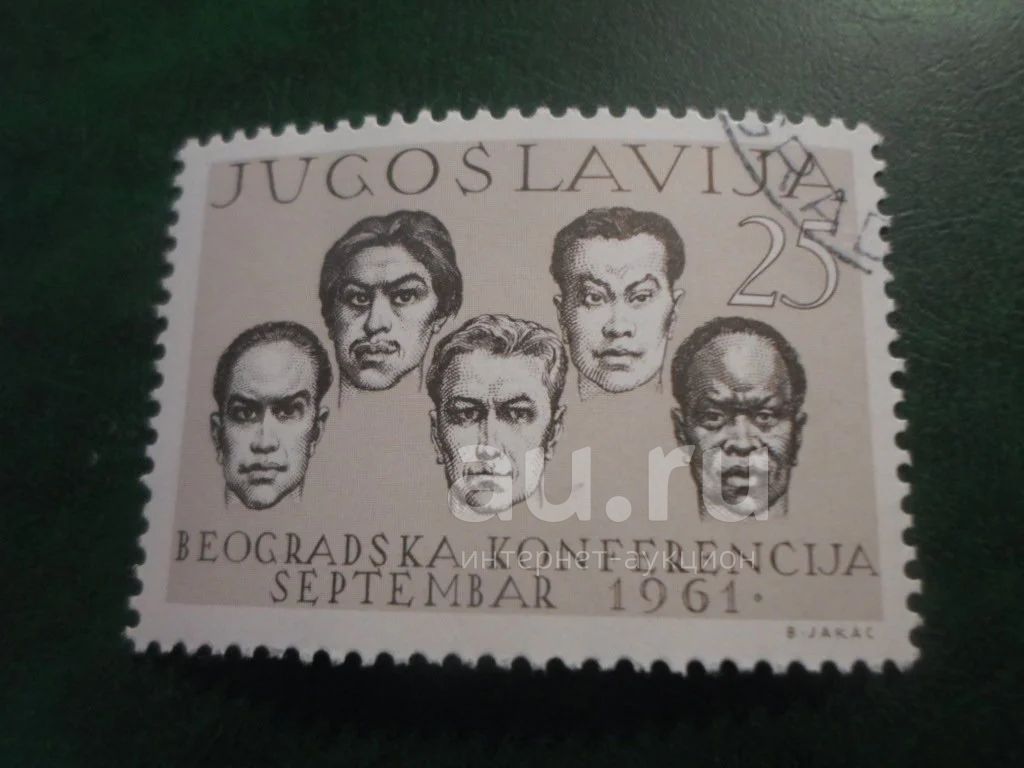 JUGOSLAVIJA
25
au.ru
интернет-аукцион
BEOGRADSKA KONFERENCIJA
SEPTEMBAR 1961.
B. JAKAC